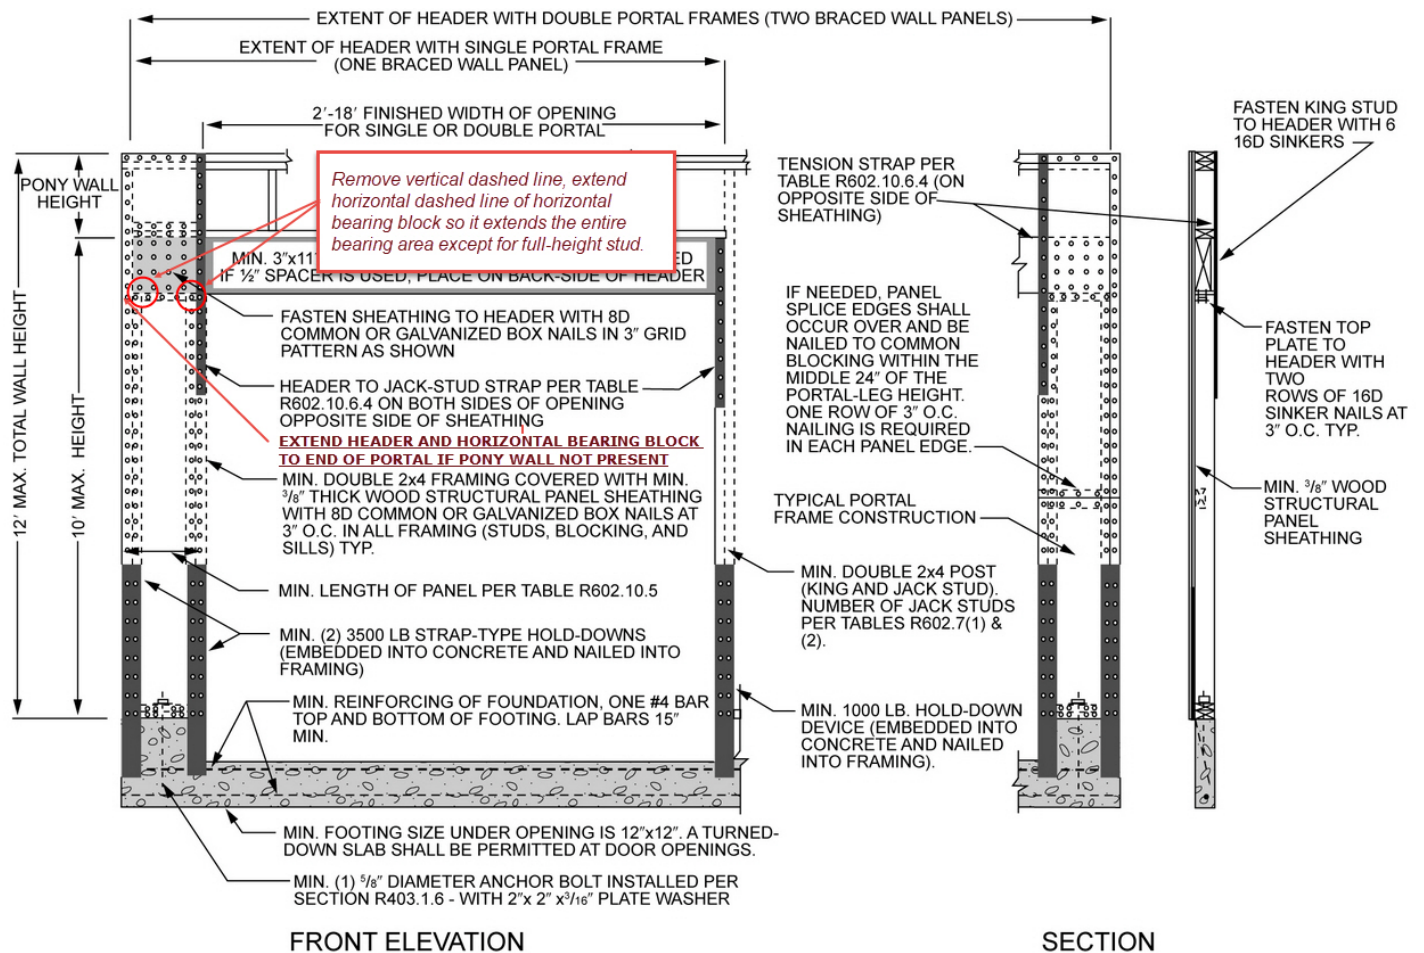 EXTENT OF HEADER WITH DOUBLE PORTAL FRAMES (TWO BRACED WALL PANELS)
EXTENT OF HEADER WITH SINGLE PORTAL FRAME
(ONE BRACED WALL PANEL)
2'-18' FINISHED WIDTH OF OPENING
FOR SINGLE OR DOUBLE PORTAL
PONY WALL
HEIGHT
12' MAX. TOTAL WALL HEIGHT
10' MAX. HEIGHT
Remove vertical dashed line, extend
horizontal dashed line of horizontal
bearing block so it extends the entire
bearing area except for full-height stud.
MIN. 3"x11
ED
IF ½" SPACER IS USED, PLACE ON BACK-SIDE OF HEADER
FASTEN SHEATHING TO HEADER WITH 8D
COMMON OR GALVANIZED BOX NAILS IN 3" GRID
PATTERN AS SHOWN
HEADER TO JACK-STUD STRAP PER TABLE
R602.10.6.4 ON BOTH SIDES OF OPENING
OPPOSITE SIDE OF SHEATHING
EXTEND HEADER AND HORIZONTAL BEARING BLOCK
TO END OF PORTAL IF PONY WALL NOT PRESENT
MIN. DOUBLE 2x4 FRAMING COVERED WITH MIN.
3/8" THICK WOOD STRUCTURAL PANEL SHEATHING
WITH 8D COMMON OR GALVANIZED BOX NAILS AT
3" O.C. IN ALL FRAMING (STUDS, BLOCKING, AND
SILLS) TYP.
MIN. LENGTH OF PANEL PER TABLE R602.10.5
MIN. (2) 3500 LB STRAP-TYPE HOLD-DOWNS
(EMBEDDED INTO CONCRETE AND NAILED INTO
FRAMING)
MIN. REINFORCING OF FOUNDATION, ONE #4 BAR
TOP AND BOTTOM OF FOOTING. LAP BARS 15"
MIN.
MIN. FOOTING SIZE UNDER OPENING IS 12"x12". A TURNED-
DOWN SLAB SHALL BE PERMITTED AT DOOR OPENINGS.
MIN. (1) 5/8" DIAMETER ANCHOR BOLT INSTALLED PER
SECTION R403.1.6 - WITH 2"x 2" x3/16" PLATE WASHER
FRONT ELEVATION
TENSION STRAP PER
TABLE R602.10.6.4 (ON
OPPOSITE SIDE OF
SHEATHING)
IF NEEDED, PANEL
SPLICE EDGES SHALL
OCCUR OVER AND BE
NAILED TO COMMON
BLOCKING WITHIN THE
MIDDLE 24" OF THE
PORTAL-LEG HEIGHT.
ONE ROW OF 3" O.C.
NAILING IS REQUIRED
IN EACH PANEL EDGE.
TYPICAL PORTAL
FRAME CONSTRUCTION
MIN. DOUBLE 2x4 POST
(KING AND JACK STUD).
NUMBER OF JACK STUDS
PER TABLES R602.7(1) &
(2).
MIN. 1000 LB. HOLD-DOWN
DEVICE (EMBEDDED INTO
CONCRETE AND NAILED
INTO FRAMING).
FASTEN KING STUD
TO HEADER WITH 6
16D SINKERS
FASTEN TOP
PLATE TO
HEADER WITH
TWO
ROWS OF 16D
SINKER NAILS AT
3" O.C. TYP.
MIN. 3/8" WOOD
STRUCTURAL
PANEL
SHEATHING
SECTION